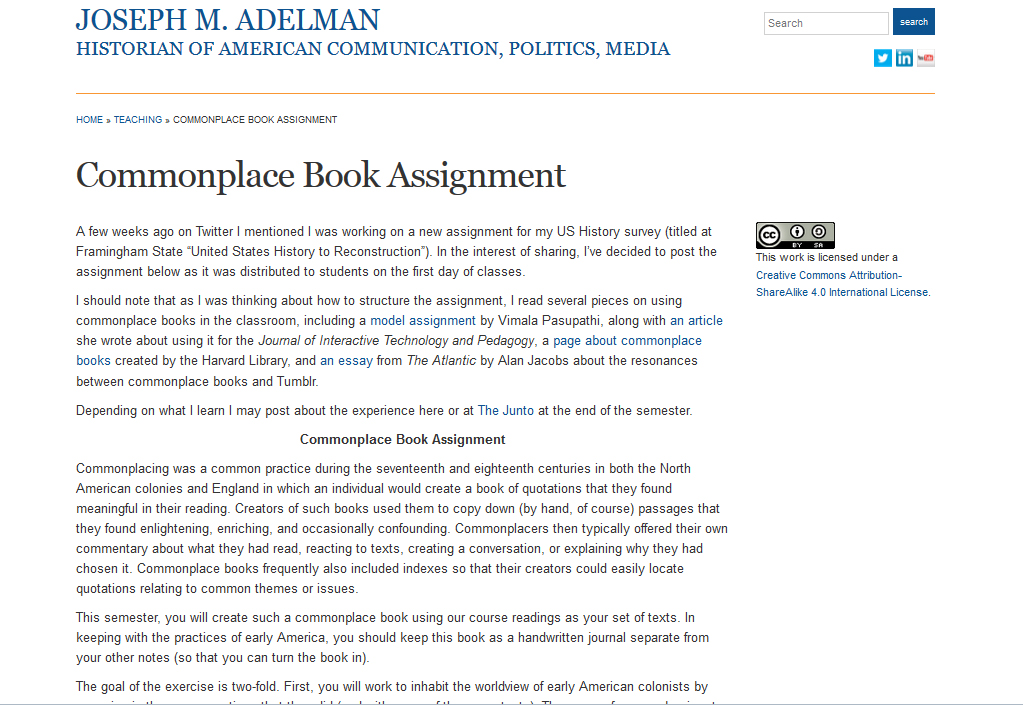 JOSEPH M. ADELMAN
HISTORIAN OF AMERICAN COMMUNICATION, POLITICS, MEDIA
Search
search
in
You Tube
HOME » TEACHING » COMMONPLACE BOOK ASSIGNMENT
Commonplace Book Assignment
A few weeks ago on Twitter I mentioned I was working on a new assignment for my US History survey (titled at
Framingham State “United States History to Reconstruction”). In the interest of sharing, I’ve decided to post the
assignment below as it was distributed to students on the first day of classes.
I should note that as I was thinking about how to structure the assignment, I read several pieces on using
commonplace books in the classroom, including a model assignment by Vimala Pasupathi, along with an article
she wrote about using it for the Journal of Interactive Technology and Pedagogy, a page about commonplace
books created by the Harvard Library, and an essay from The Atlantic by Alan Jacobs about the resonances
between commonplace books and Tumblr.
Depending on what I learn I may post about the experience here or at The Junto at the end of the semester.
Commonplace Book Assignment
Commonplacing was a common practice during the seventeenth and eighteenth centuries in both the North
American colonies and England in which an individual would create a book of quotations that they found
meaningful in their reading. Creators of such books used them to copy down (by hand, of course) passages that
they found enlightening, enriching, and occasionally confounding. Commonplacers then typically offered their own
commentary about what they had read, reacting to texts, creating a conversation, or explaining why they had
chosen it. Commonplace books frequently also included indexes so that their creators could easily locate
quotations relating to common themes or issues.
This semester, you will create such a commonplace book using our course readings as your set of texts. In
keeping with the practices of early America, you should keep this book as a handwritten journal separate from
your other notes (so that you can turn the book in).
The goal of the exercise is two-fold. First, you will work to inhabit the worldview of early American colonists by
cc
BY SA
This work is licensed under a
Creative Commons Attribution-
ShareAlike 4.0 International License.